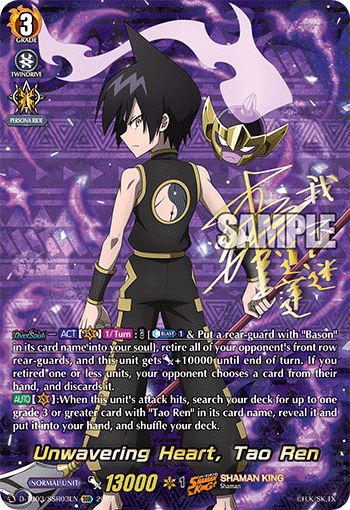 3
GRADE
TWINDRIVE
PERSONA RIDE
SAMPLE
OverSoul — ACT 1/Turn : [BLAST 1 & Put a rear-guard with "Bason"
in its card name into your soul], retire all of your opponent's front row
rear-guards, and this unit gets +10000 until end of turn. If you
retired one or less units, your opponent chooses a card from their
hand, and discards it.
AUTO :When this unit's attack hits, search your deck for up to one
grade 3 or greater card with "Tao Ren" in its card name, reveal it and
put it into your hand, and shuffle your deck.
Unwavering Heart, Tao Ren
NORMAL UNIT
13000
1
SHAMAN KING
SHAMAN KING
Shaman